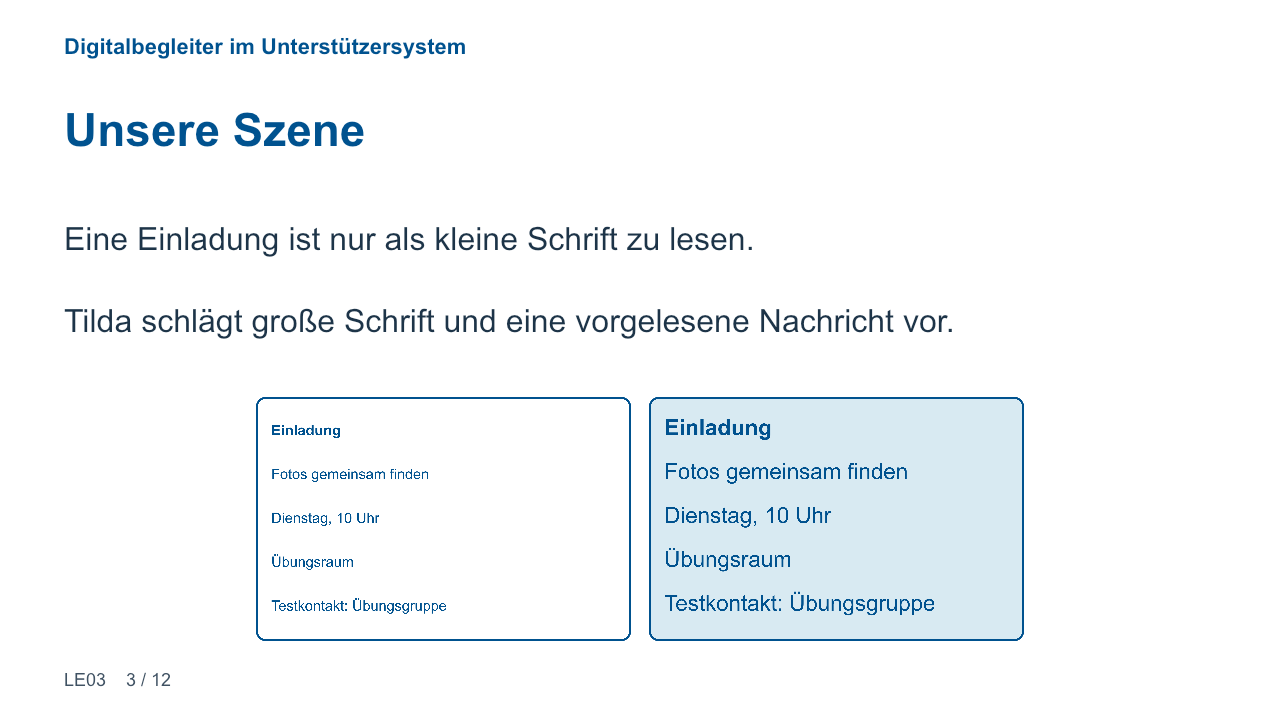 Digitalbegleiter im Unterstützersystem
Unsere Szene
Eine Einladung ist nur als kleine Schrift zu lesen.
Tilda schlägt große Schrift und eine vorgelesene Nachricht vor.
Einladung
Fotos gemeinsam finden
Dienstag, 10 Uhr
Übungsraum
Testkontakt: Übungsgruppe
Einladung
Fotos gemeinsam finden
Dienstag, 10 Uhr
Übungsraum
Testkontakt: Übungsgruppe
LE03 3 / 12